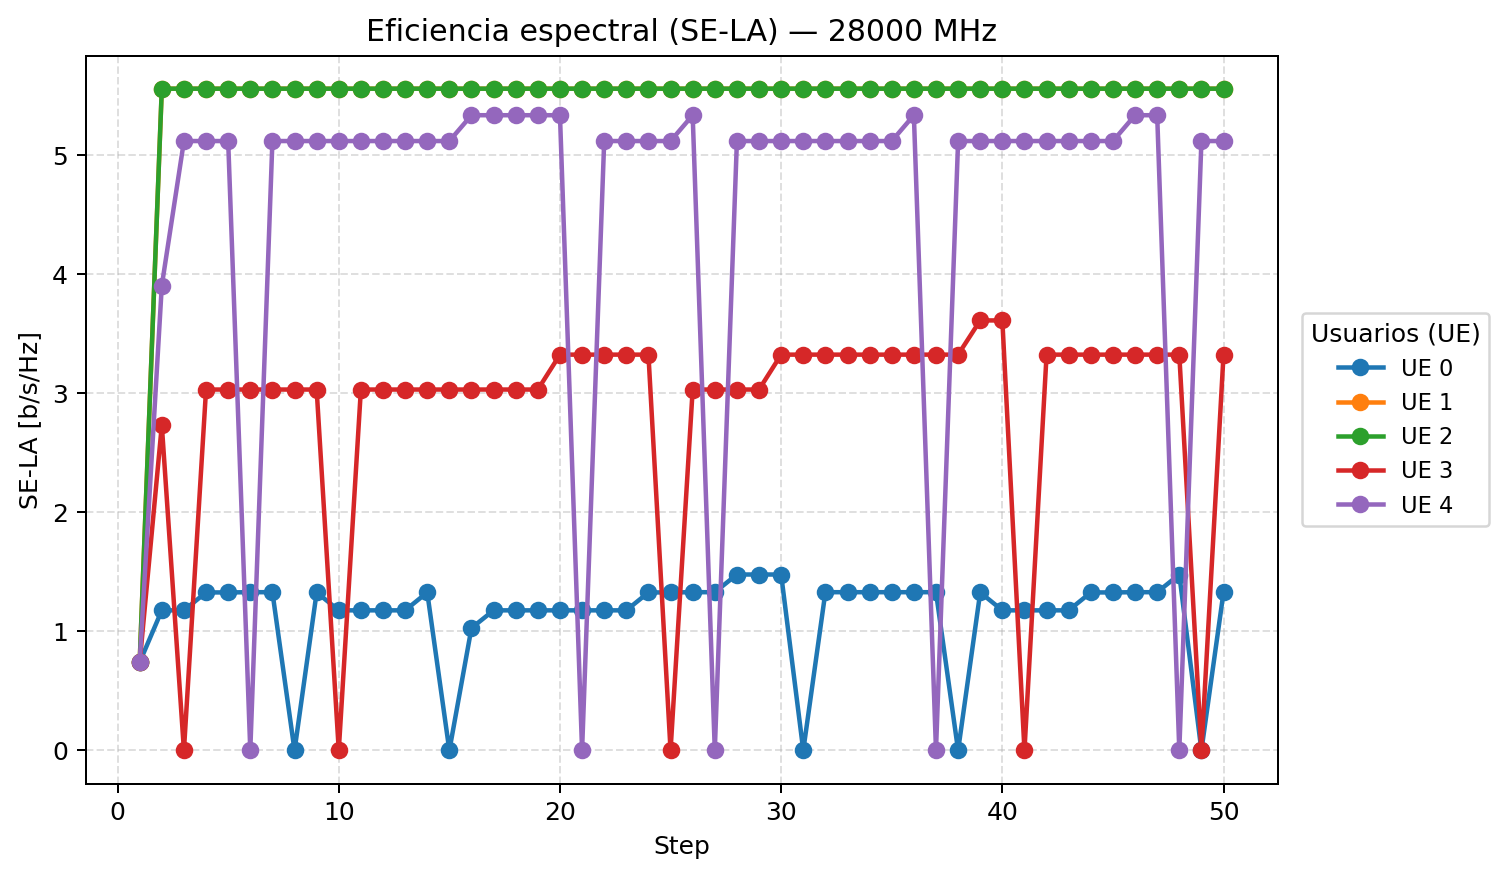 Eficiencia espectral (SE-LA) — 28000 MHz
SE-LA [b/s/Hz]
5
4
3
2
1
0
0 10 20 30 40 50
Step
Usuarios (UE)
UE 0
UE 1
UE 2
UE 3
UE 4